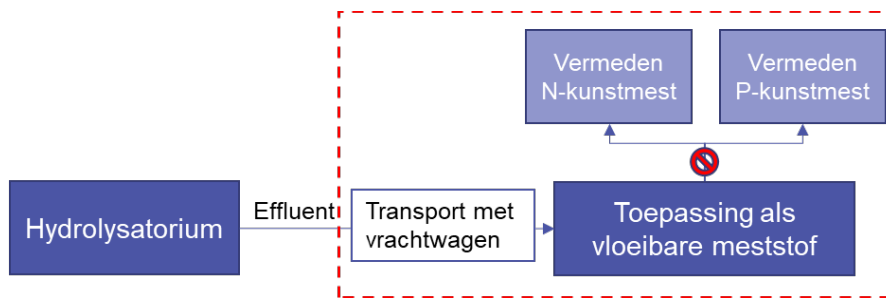 Vermeden
N-kunstmest
Vermeden
P-kunstmest
Hydrolysatorium
Effluent
Transport met
vrachtwagen
Toepassing als
vloeibare meststof